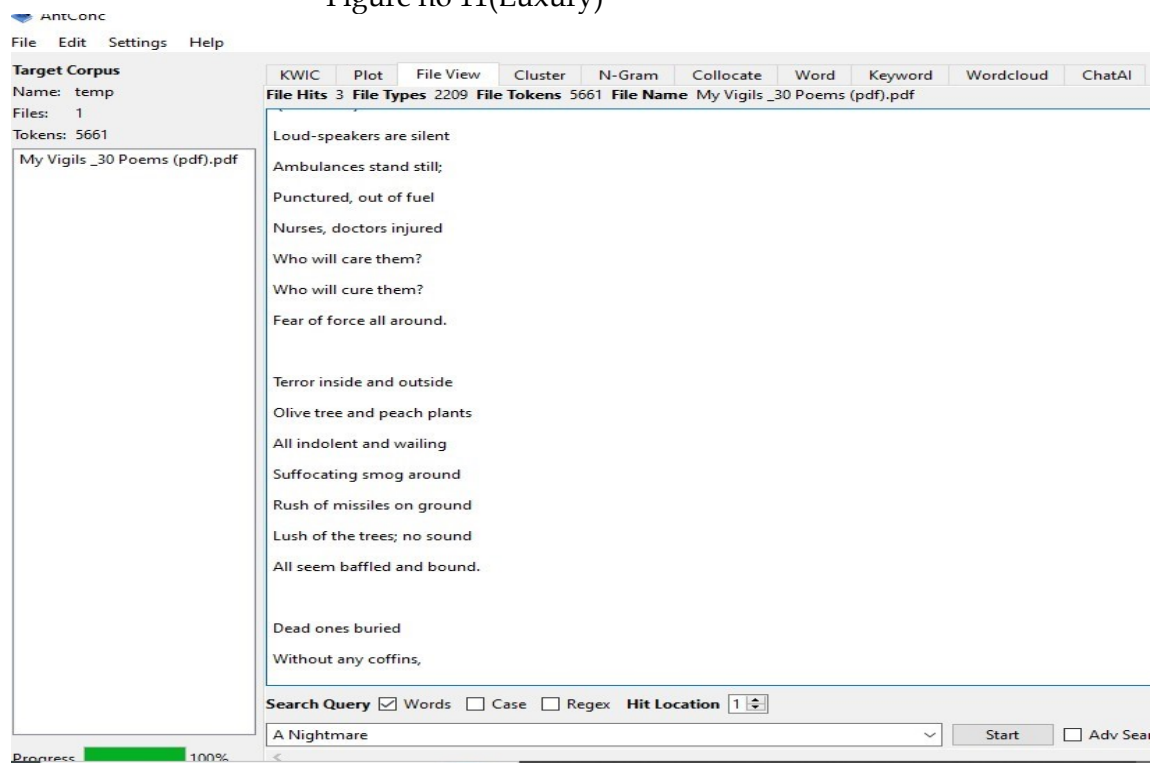 Figure no 11(Luxury)
AntConc
File Edit Settings Help
Target Corpus
Name: temp
Files: 1
Tokens: 5661
My Vigils _30 Poems (pdf).pdf
Progress 100%
KWIC Plot File View Cluster N-Gram Collocate Word Keyword Wordcloud ChatAI
File Hits 3 File Types 2209 File Tokens 5661 File Name My Vigils _30 Poems (pdf).pdf
Loud-speakers are silent
Ambulances stand still;
Punctured, out of fuel
Nurses, doctors injured
Who will care them?
Who will cure them?
Fear of force all around.
Terror inside and outside
Olive tree and peach plants
All indolent and wailing
Suffocating smog around
Rush of missiles on ground
Lush of the trees; no sound
All seem baffled and bound.
Dead ones buried
Without any coffins,
Search Query Words Case Regex Hit Location 1
A Nightmare Start Adv Sear